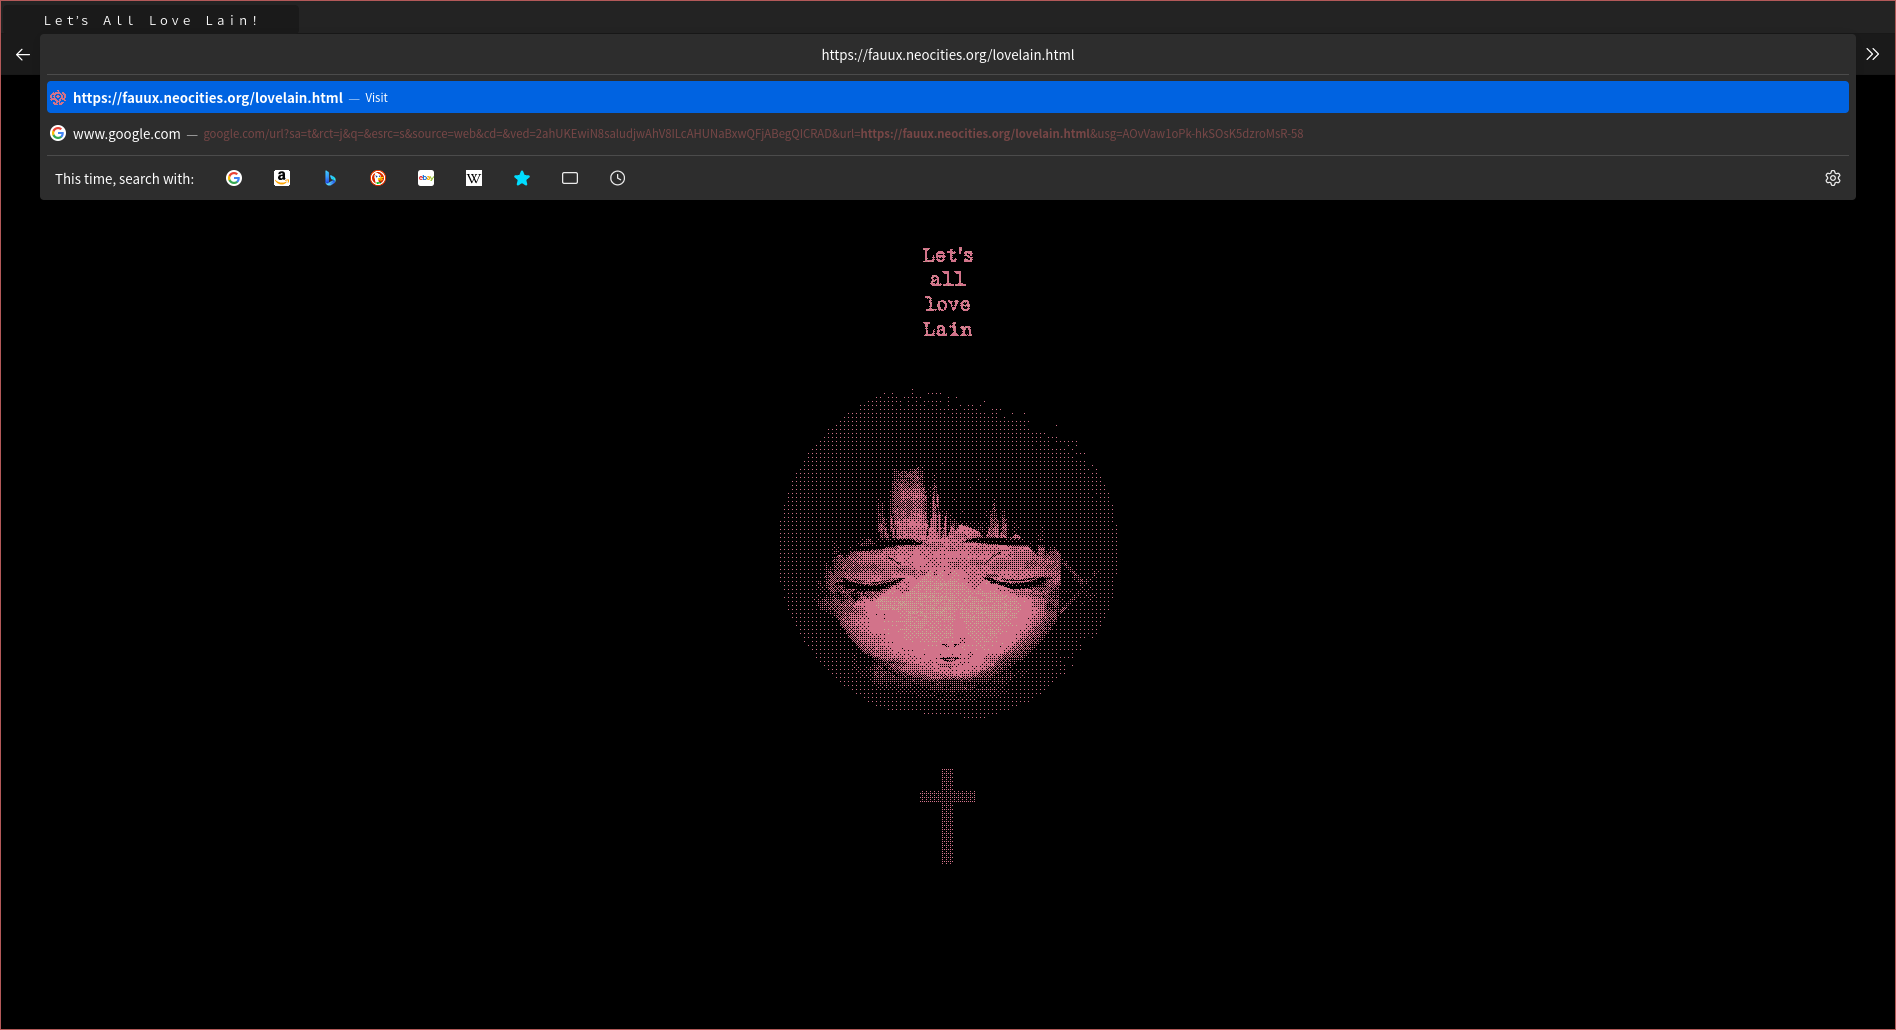 Let's All Love Lain!
https://fauux.neocities.org/lovelain.html
https://fauux.neocities.org/lovelain.html — Visit
www.google.com — google.com/url?sa=t&rct=j&q=&esrc=s&source=web&cd=&ved=2ahUKEwiN8saludjwAhV8ILcAHUNaBxwQFjABegQICRAD&url=https://fauux.neocities.org/lovelain.html&usg=AOvVaw1oPk-hkSOsK5dzroMsR-58
This time, search with:
a
ebay
W
Let's
all
love
Lain